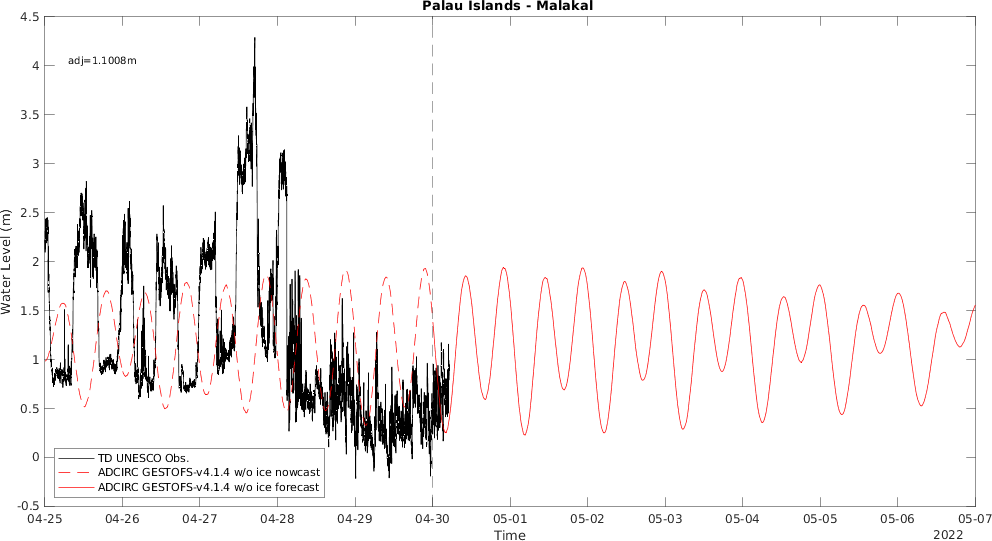 Palau Islands - Malakal
4.5
4
3.5
3
2.5
2
1.5
1
0.5
0
-0.5
Water Level (m)
adj=1.1008m
TD UNESCO Obs.
ADCIRC GESTOFS-v4.1.4 w/o ice nowcast
ADCIRC GESTOFS-v4.1.4 w/o ice forecast
04-25 04-26 04-27 04-28 04-29 04-30 05-01 05-02 05-03 05-04 05-05 05-06 05-07
Time
2022